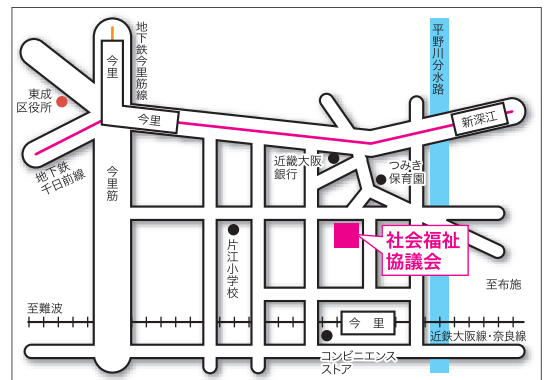 地下鉄今里筋線
今里
東成
区役所
今里
平野川分水路
新深江
近畿大阪
銀行
つみき
保育園
地下鉄
千日前線
今里筋
片江小学校
社会福祉
協議会
至布施
至難波
今里
近鉄大阪線・奈良線
コンビニエンス
ストア